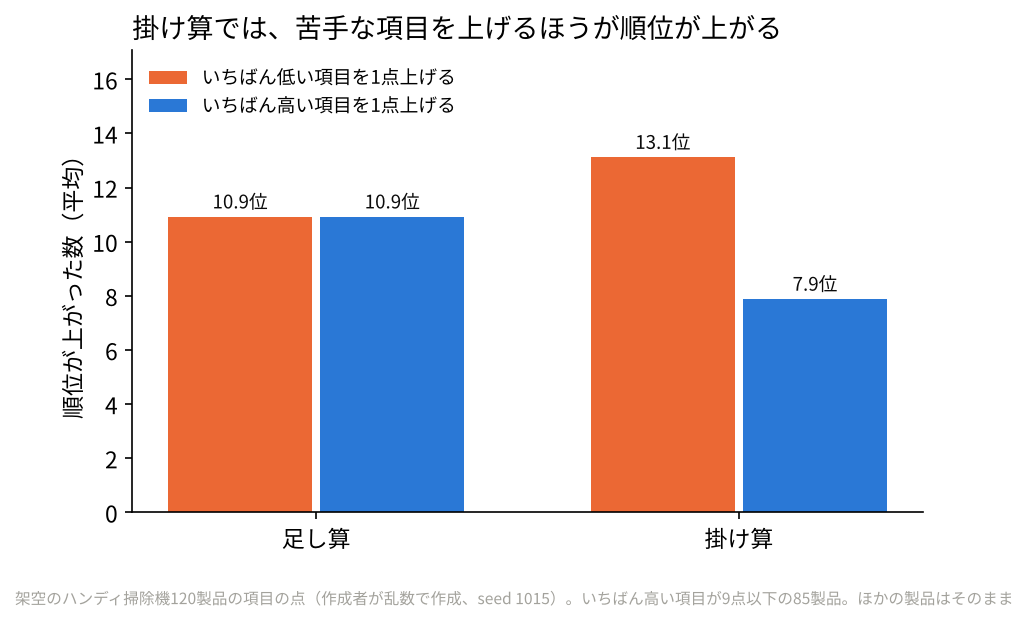 掛け算では、苦手な項目を上げるほうが順位が上がる
いちばん低い項目を1点上げる
いちばん高い項目を1点上げる
順位が上がった数（平均）
16
14
12
10
8
6
4
2
0
10.9位
10.9位
13.1位
7.9位
足し算
掛け算
架空のハンディ掃除機120製品の項目の点（作成者が乱数で作成、seed 1015）。いちばん高い項目が9点以下の85製品。ほかの製品はそのまま